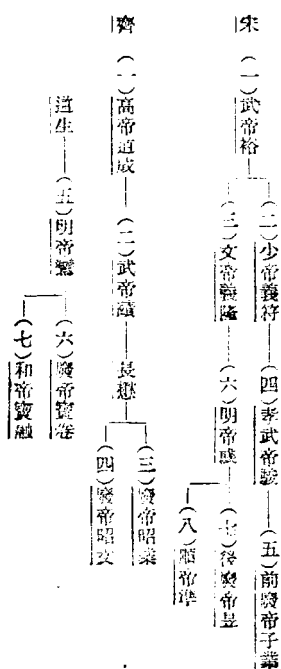 宋
（一）武帝裕
（二）少帝義符
（四）孝武帝駿
（五）前廢帝子業
（三）文帝義隆
（六）明帝彧
（七）後廢帝昱
（八）順帝準
齊
（一）高帝道成
（二）武帝賾
長懋
（三）廢帝昭業
（四）廢帝昭文
道生
（五）明帝鸞
（六）廢帝寶卷
（七）和帝寶融